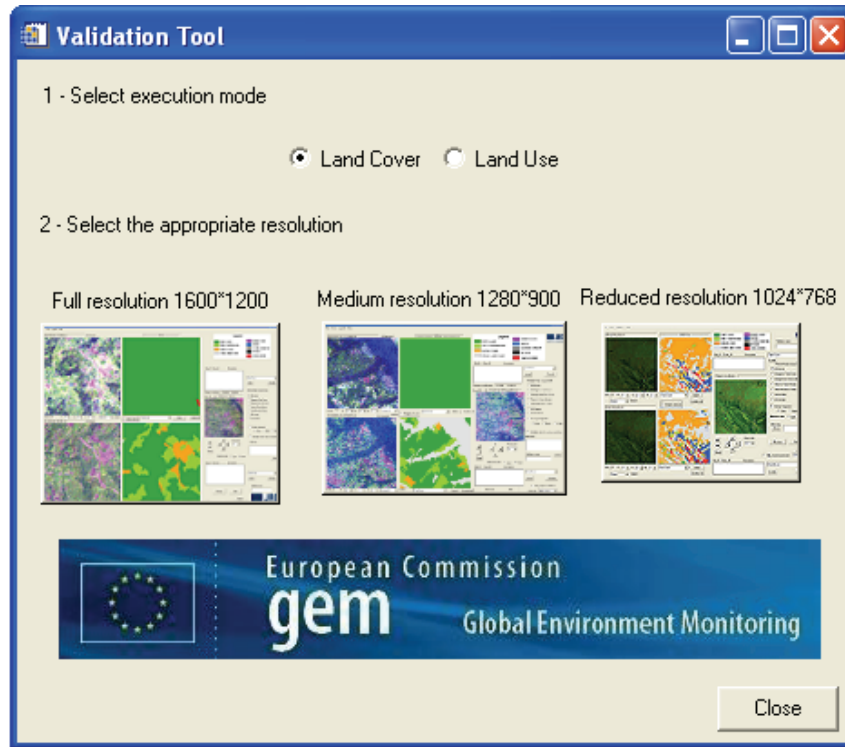 Validation Tool
1 - Select execution mode
Land Cover Land Use
2 - Select the appropriate resolution
Full resolution 1600*1200 Medium resolution 1280*900 Reduced resolution 1024*768
European Commission
gem Global Environment Monitoring
Close